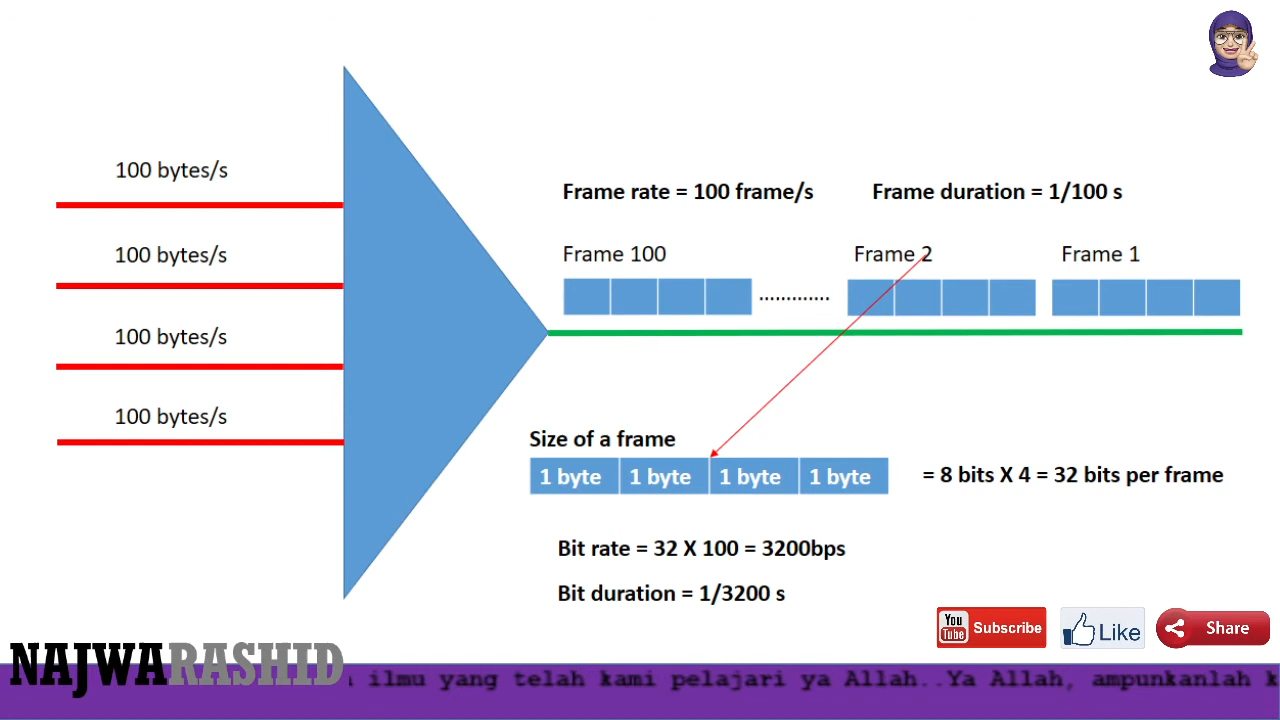 100 bytes/s
100 bytes/s
100 bytes/s
100 bytes/s
Frame rate = 100 frame/s
Frame duration = 1/100 s
Frame 100
Frame 2
Frame 1
.............
Size of a frame
1 byte 1 byte 1 byte 1 byte
= 8 bits X 4 = 32 bits per frame
Bit rate = 32 X 100 = 3200bps
Bit duration = 1/3200 s
You Tube Subscribe
Like
Share
NAJWARASHID
ilmu yang telah kami pelajari ya Allah..Ya Allah, ampunkanlah